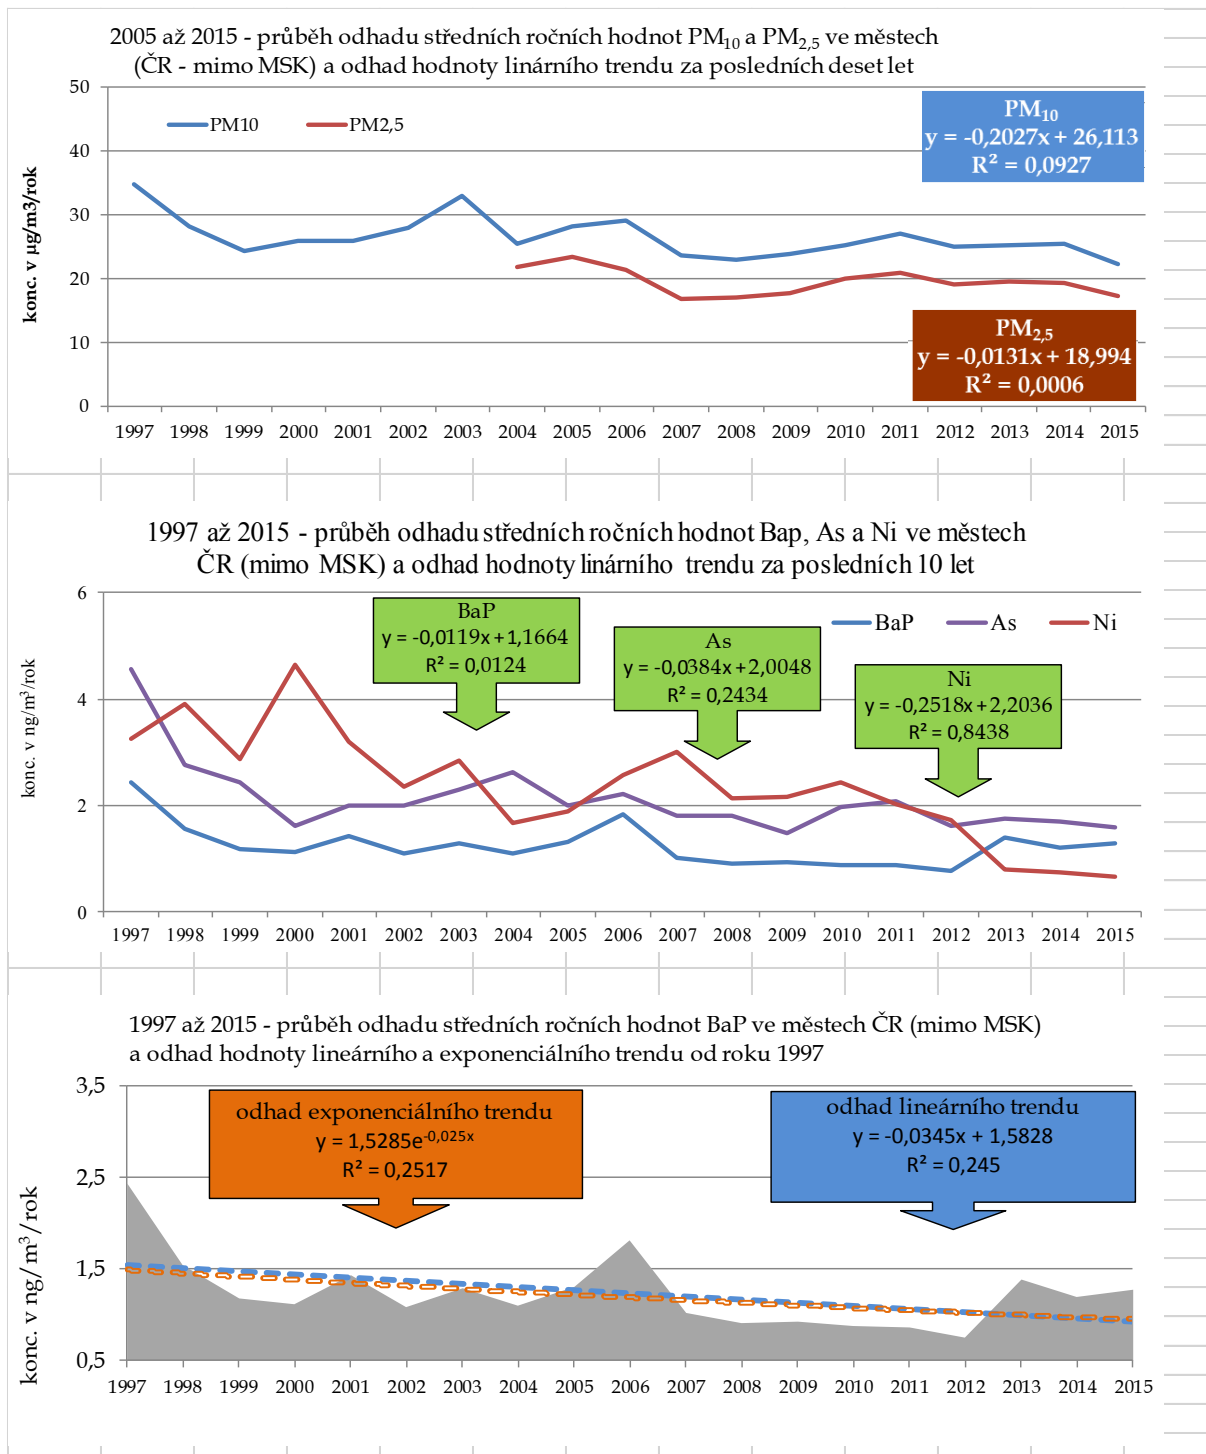 2005 až 2015 - průběh odhadu středních ročních hodnot PM10 a PM2,5 ve městech
(ČR - mimo MSK) a odhad hodnoty linárního trendu za posledních deset let
50
40
30
20
10
0
konc. v µg/m3/rok
PM10
PM2,5
PM10
y = -0,2027x + 26,113
R² = 0,0927
PM2,5
y = -0,0131x + 18,994
R² = 0,0006
1997 1998 1999 2000 2001 2002 2003 2004 2005 2006 2007 2008 2009 2010 2011 2012 2013 2014 2015
1997 až 2015 - průběh odhadu středních ročních hodnot Bap, As a Ni ve městech
ČR (mimo MSK) a odhad hodnoty linárního trendu za posledních 10 let
6
4
2
0
konc. v ng/m³/rok
BaP
As
Ni
BaP
y = -0,0119x + 1,1664
R² = 0,0124
As
y = -0,0384x + 2,0048
R² = 0,2434
Ni
y = -0,2518x + 2,2036
R² = 0,8438
1997 1998 1999 2000 2001 2002 2003 2004 2005 2006 2007 2008 2009 2010 2011 2012 2013 2014 2015
1997 až 2015 - průběh odhadu středních ročních hodnot BaP ve městech ČR (mimo MSK)
a odhad hodnoty lineárního a exponenciálního trendu od roku 1997
3,5
2,5
1,5
0,5
konc. v ng/m³/rok
odhad exponenciálního trendu
y = 1,5285e^-0,025x
R² = 0,2517
odhad lineárního trendu
y = -0,0345x + 1,5828
R² = 0,245
1997 1998 1999 2000 2001 2002 2003 2004 2005 2006 2007 2008 2009 2010 2011 2012 2013 2014 2015